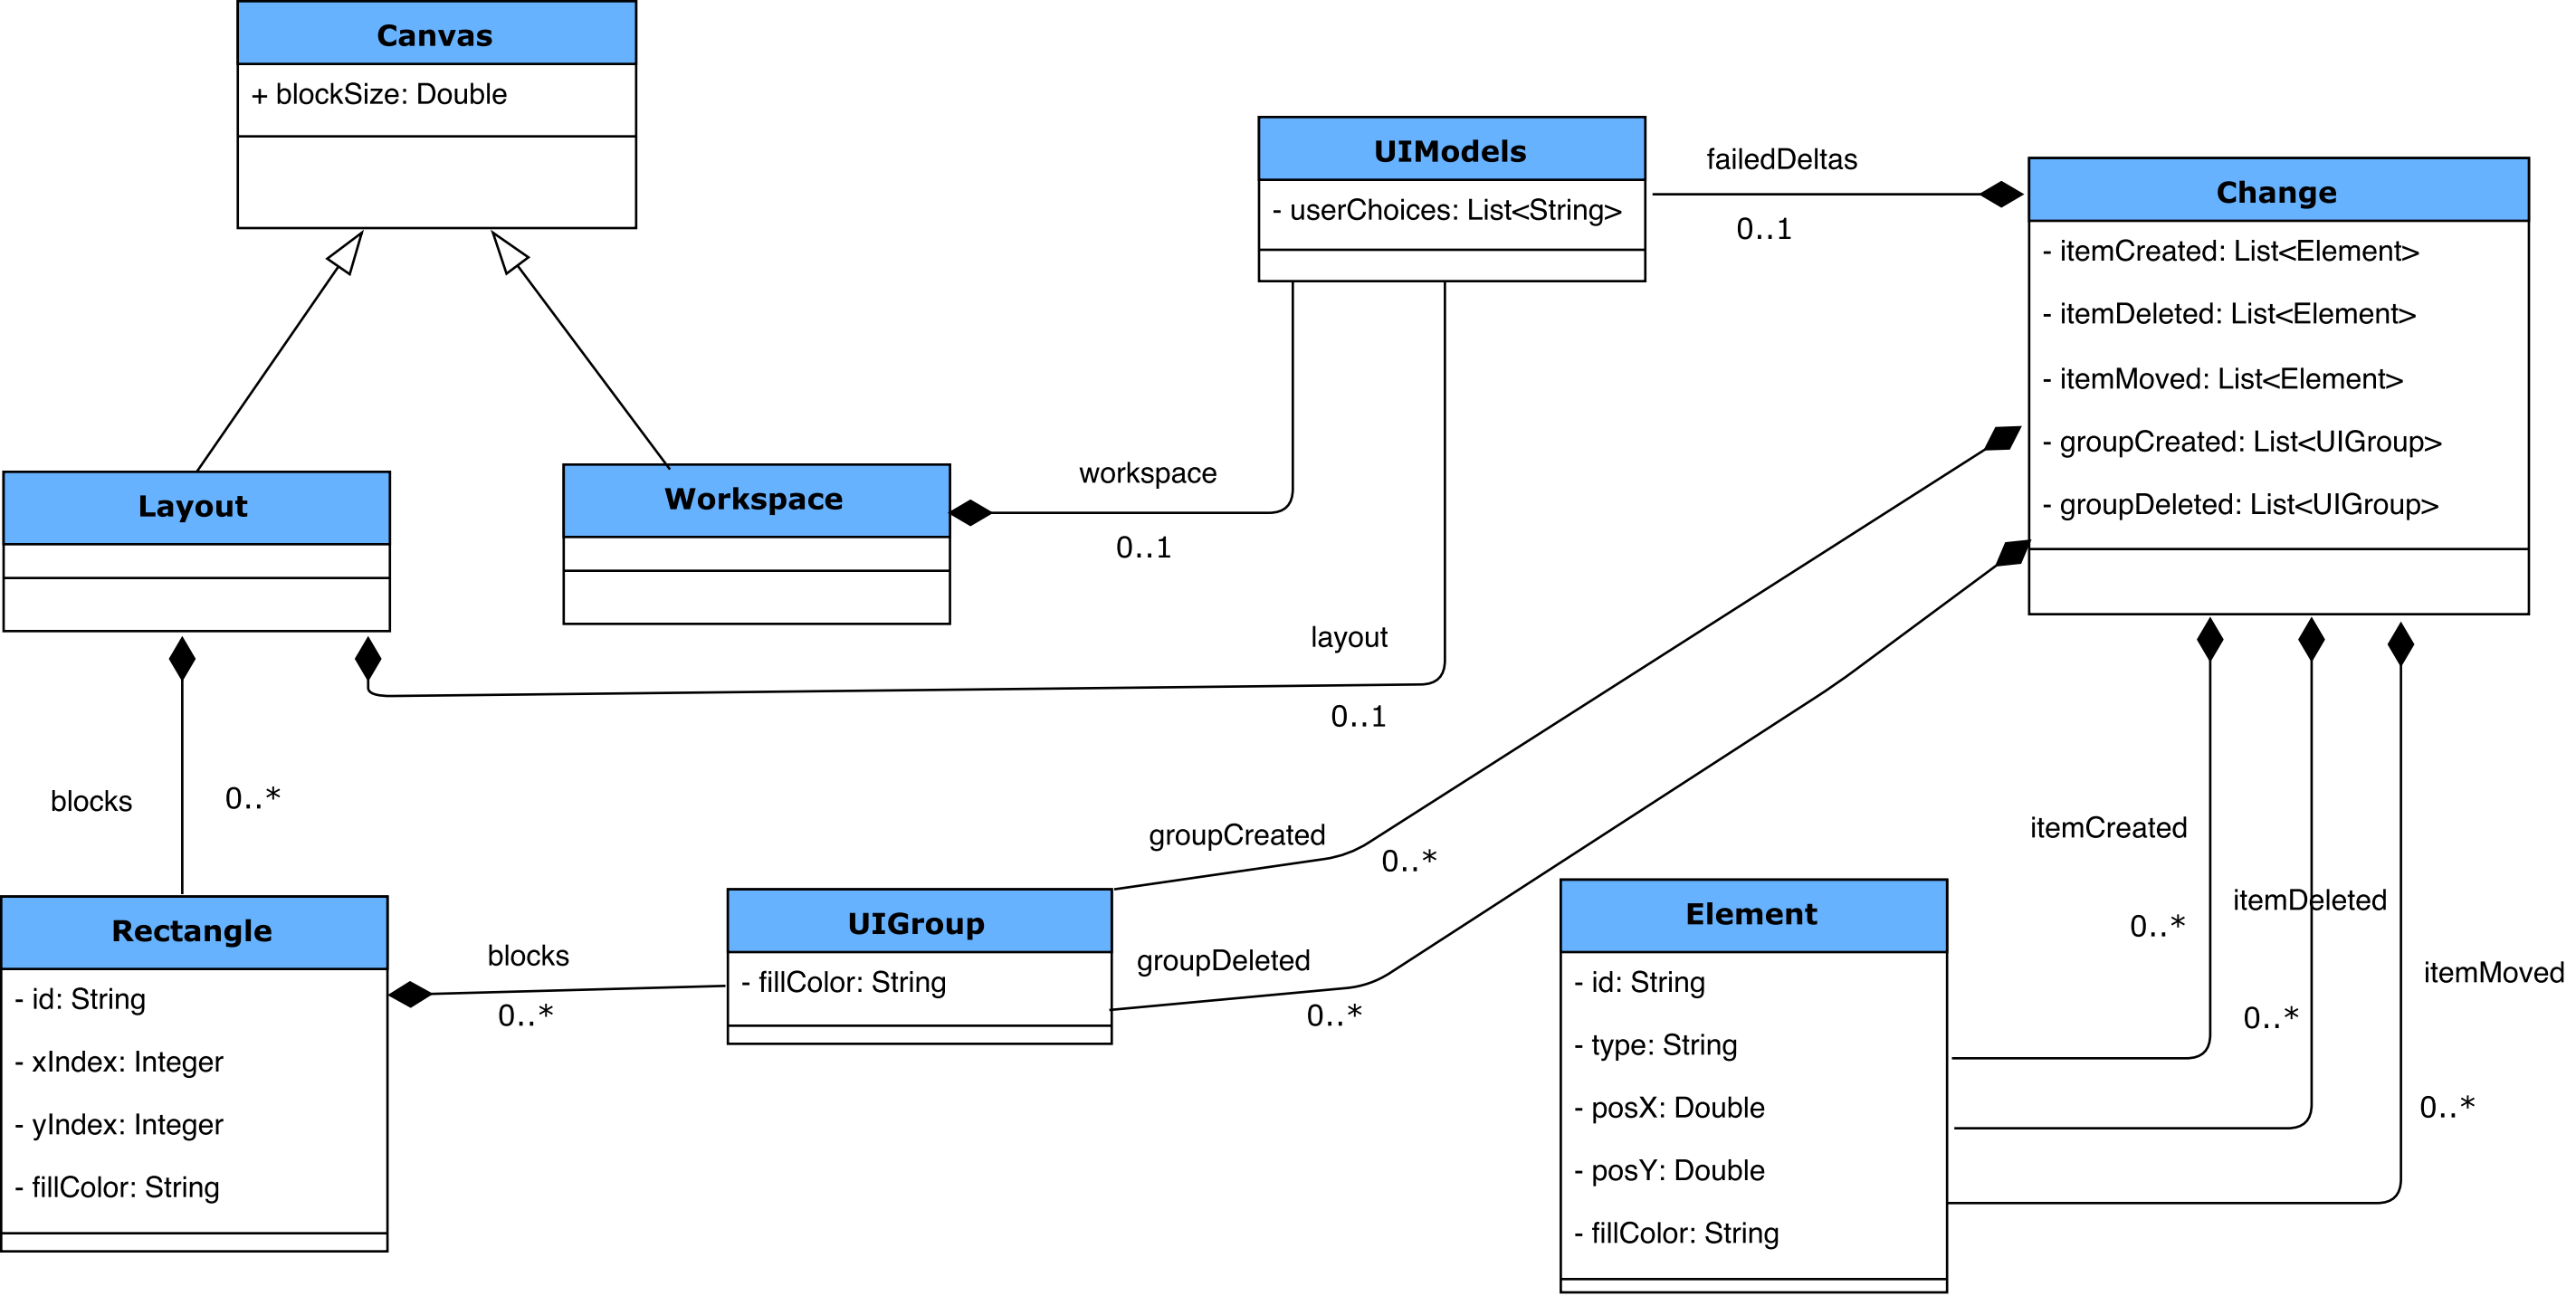 Canvas
+ blockSize: Double
UIModels
- userChoices: List<String>
failedDeltas
0..1
Change
- itemCreated: List<Element>
- itemDeleted: List<Element>
- itemMoved: List<Element>
- groupCreated: List<UIGroup>
- groupDeleted: List<UIGroup>
Layout
Workspace
workspace
0..1
layout
0..1
blocks
0..*
groupCreated
0..*
groupDeleted
0..*
itemCreated
0..*
itemDeleted
0..*
itemMoved
0..*
Rectangle
- id: String
- xIndex: Integer
- yIndex: Integer
- fillColor: String
blocks
0..*
UIGroup
- fillColor: String
Element
- id: String
- type: String
- posX: Double
- posY: Double
- fillColor: String